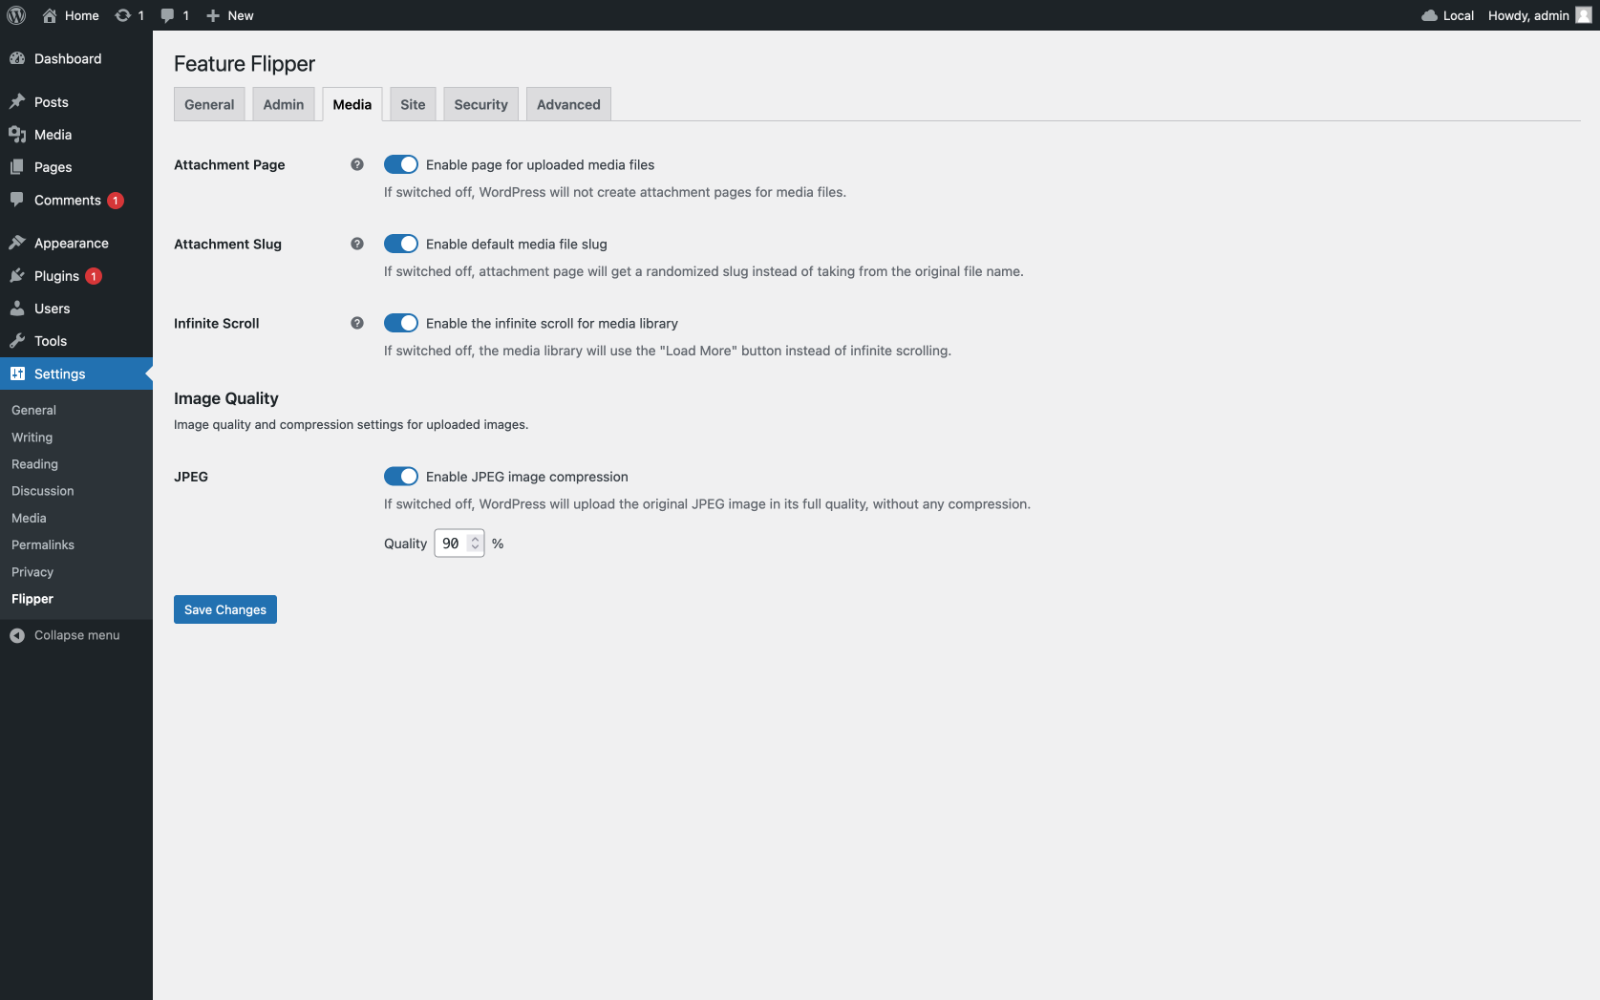 Home 1 1 New Local Howdy, admin
Dashboard
Posts
Media
Pages
Comments 1
Appearance
Plugins 1
Users
Tools
Settings
General
Writing
Reading
Discussion
Media
Permalinks
Privacy
Flipper
Collapse menu
Feature Flipper
General Admin Media Site Security Advanced
Attachment Page ? Enable page for uploaded media files
If switched off, WordPress will not create attachment pages for media files.
Attachment Slug ? Enable default media file slug
If switched off, attachment page will get a randomized slug instead of taking from the original file name.
Infinite Scroll ? Enable the infinite scroll for media library
If switched off, the media library will use the "Load More" button instead of infinite scrolling.
Image Quality
Image quality and compression settings for uploaded images.
JPEG Enable JPEG image compression
If switched off, WordPress will upload the original JPEG image in its full quality, without any compression.
Quality 90 %
Save Changes